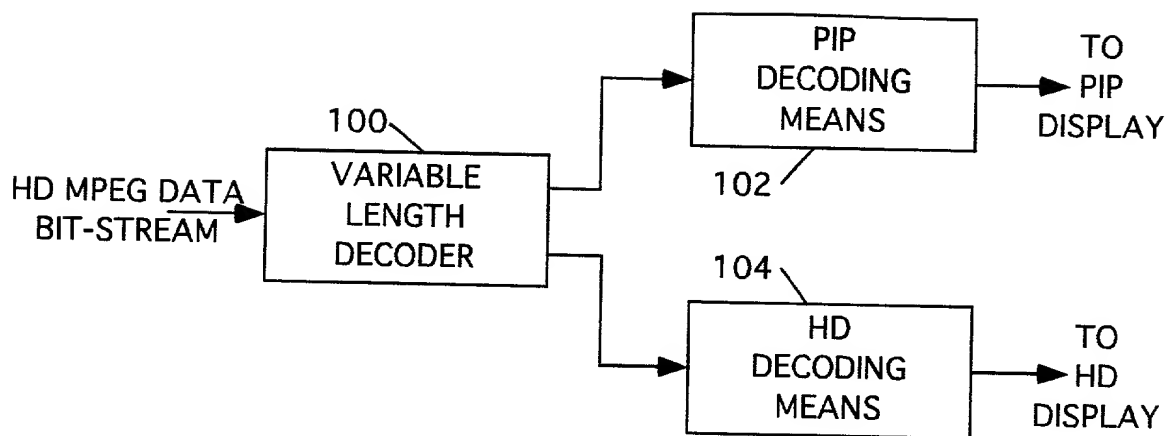 HD MPEG DATA
BIT-STREAM
100
VARIABLE
LENGTH
DECODER
PIP
DECODING
MEANS
102
TO
PIP
DISPLAY
104
HD
DECODING
MEANS
TO
HD
DISPLAY